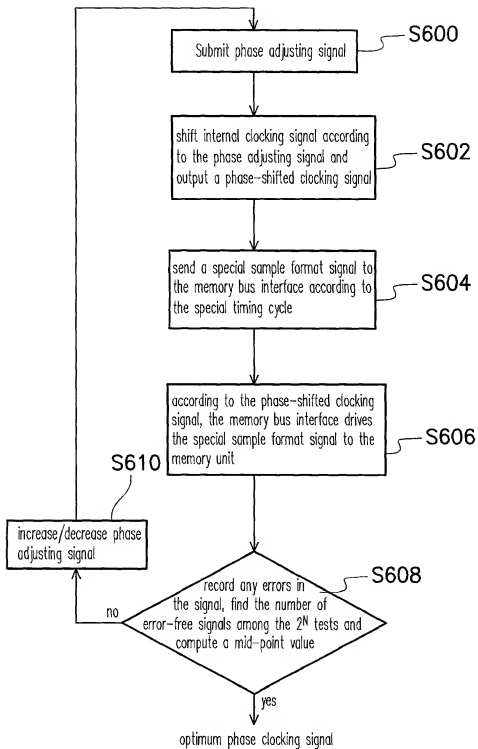 Submit phase adjusting signal
S600
shift internal clocking signal according
to the phase adjusting signal and
output a phase-shifted clocking signal
S602
send a special sample format signal to
the memory bus interface according to
the special timing cycle
S604
according to the phase-shifted clocking
signal, the memory bus interface drives
the special sample format signal to the
memory unit
S606
S610
increase/decrease phase
adjusting signal
record any errors in
the signal, find the number of
error-free signals among the 2ᴺ tests and
compute a mid-point value
S608
no
yes
optimum phase clocking signal